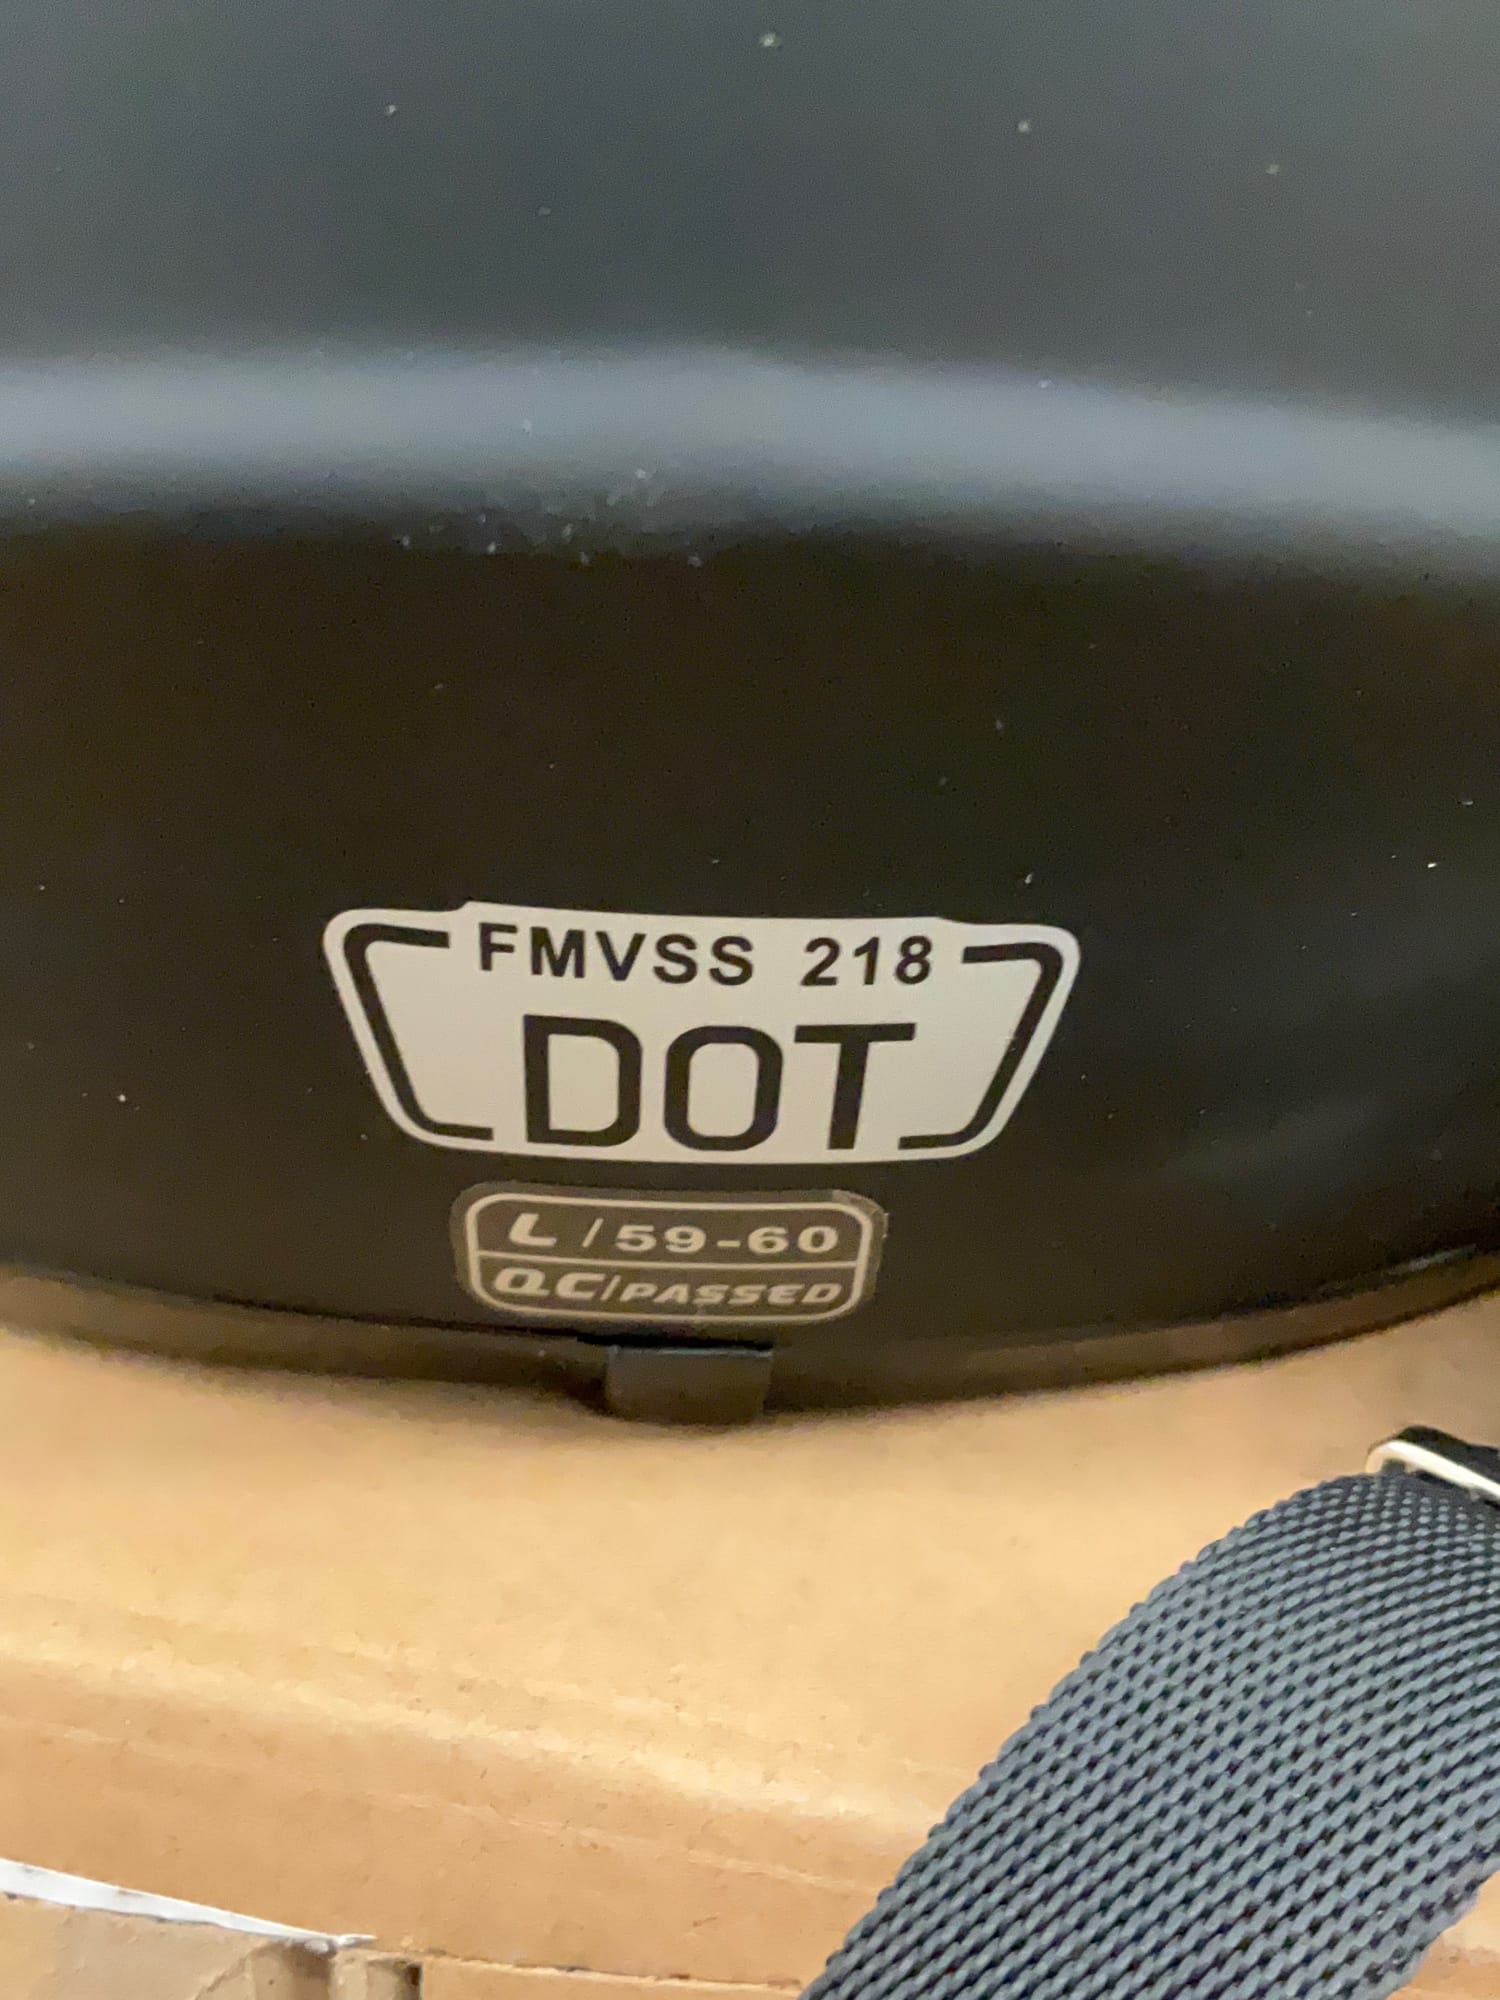 FMVSS 218
DOT
L/59-60
QC/PASSED